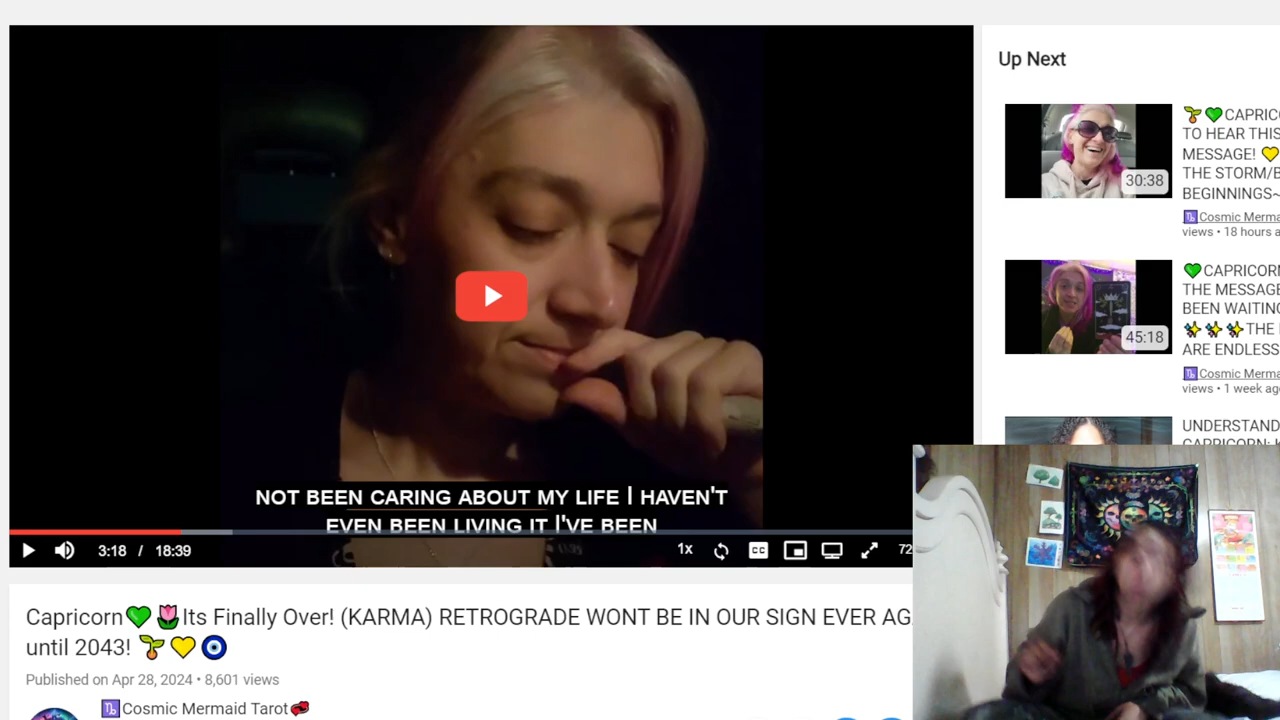 Up Next
🌱💚CAPRICO
TO HEAR THIS
MESSAGE! 💛
THE STORM/B
BEGINNINGS~
30:38
♑Cosmic Merma
views • 18 hours a
💚CAPRICORN
THE MESSAGE
BEEN WAITING
✨✨✨THE
ARE ENDLESS
45:18
♑Cosmic Merma
views • 1 week ag
UNDERSTAND
NOT BEEN CARING ABOUT MY LIFE I HAVEN'T
EVEN BEEN LIVING IT I'VE BEEN
3:18 / 18:39
1x
CC
72
Capricorn💚🌷Its Finally Over! (KARMA) RETROGRADE WONT BE IN OUR SIGN EVER AG
until 2043! 🌱💛🧿
Published on Apr 28, 2024 • 8,601 views
♑Cosmic Mermaid Tarot💞